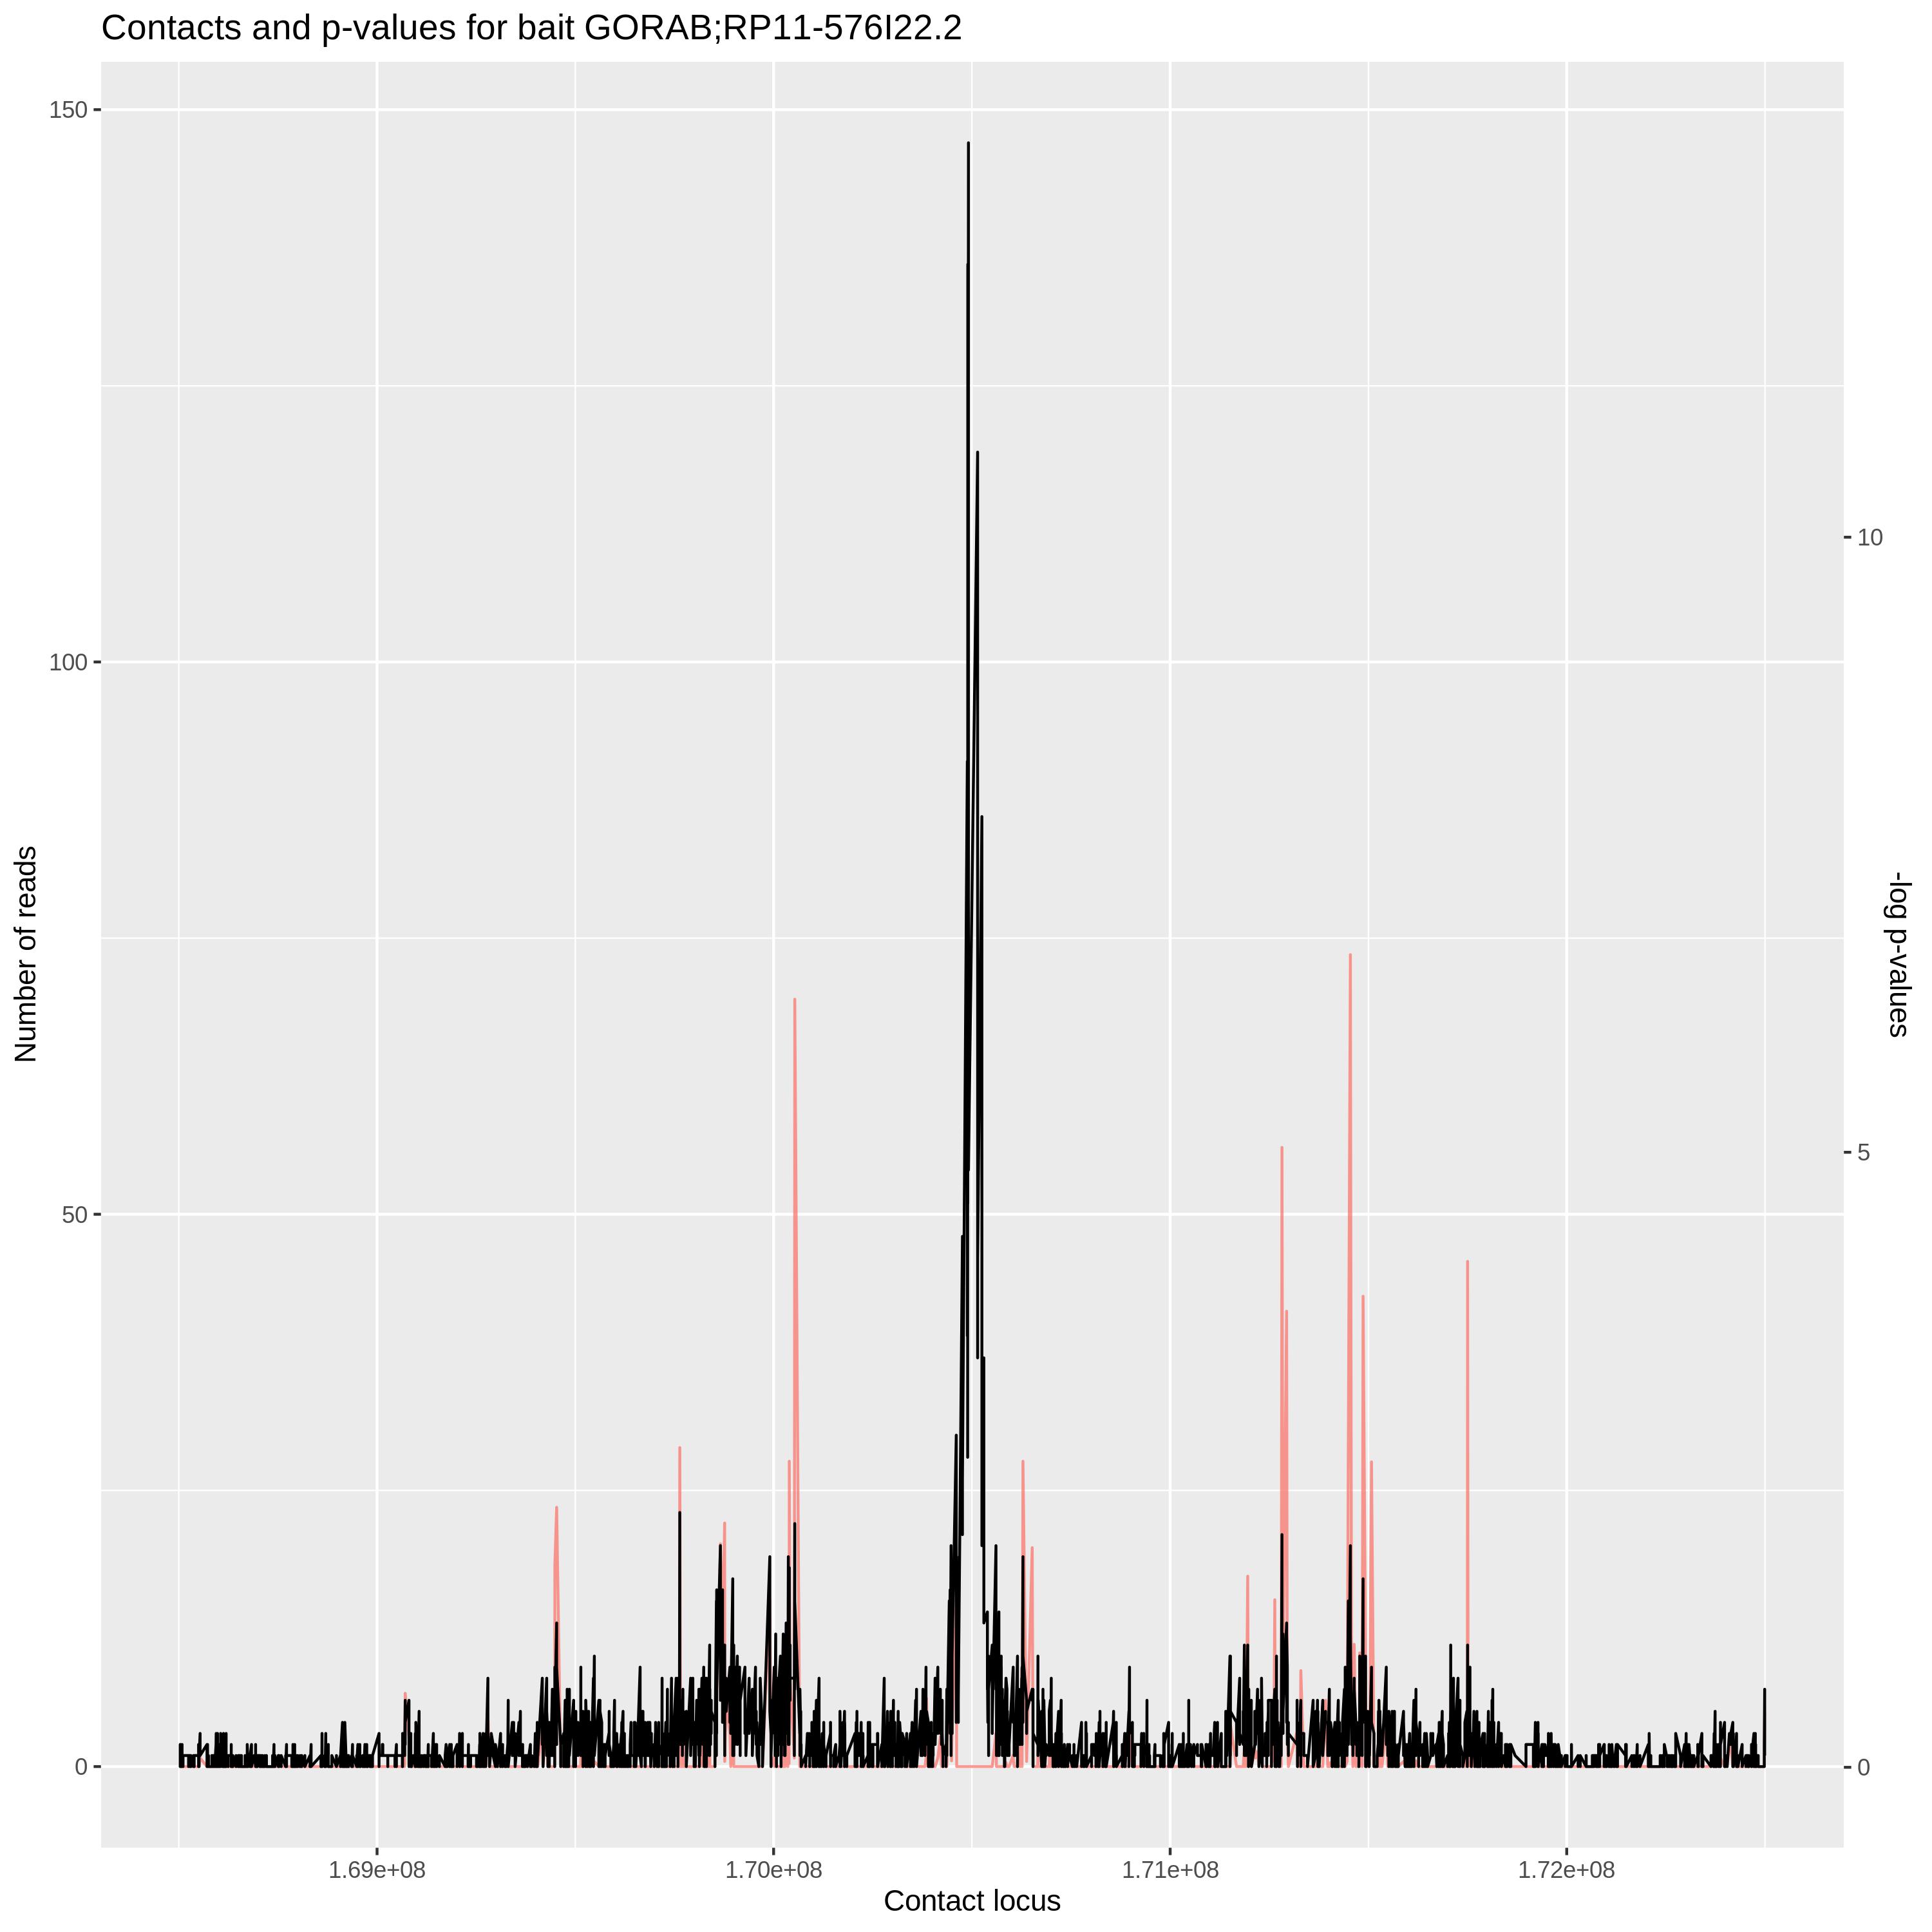 Contacts and p-values for bait GORAB;RP11-576I22.2
150
100
50
0
Number of reads
10
5
0
-log p-values
1.69e+08
1.70e+08
1.71e+08
1.72e+08
Contact locus